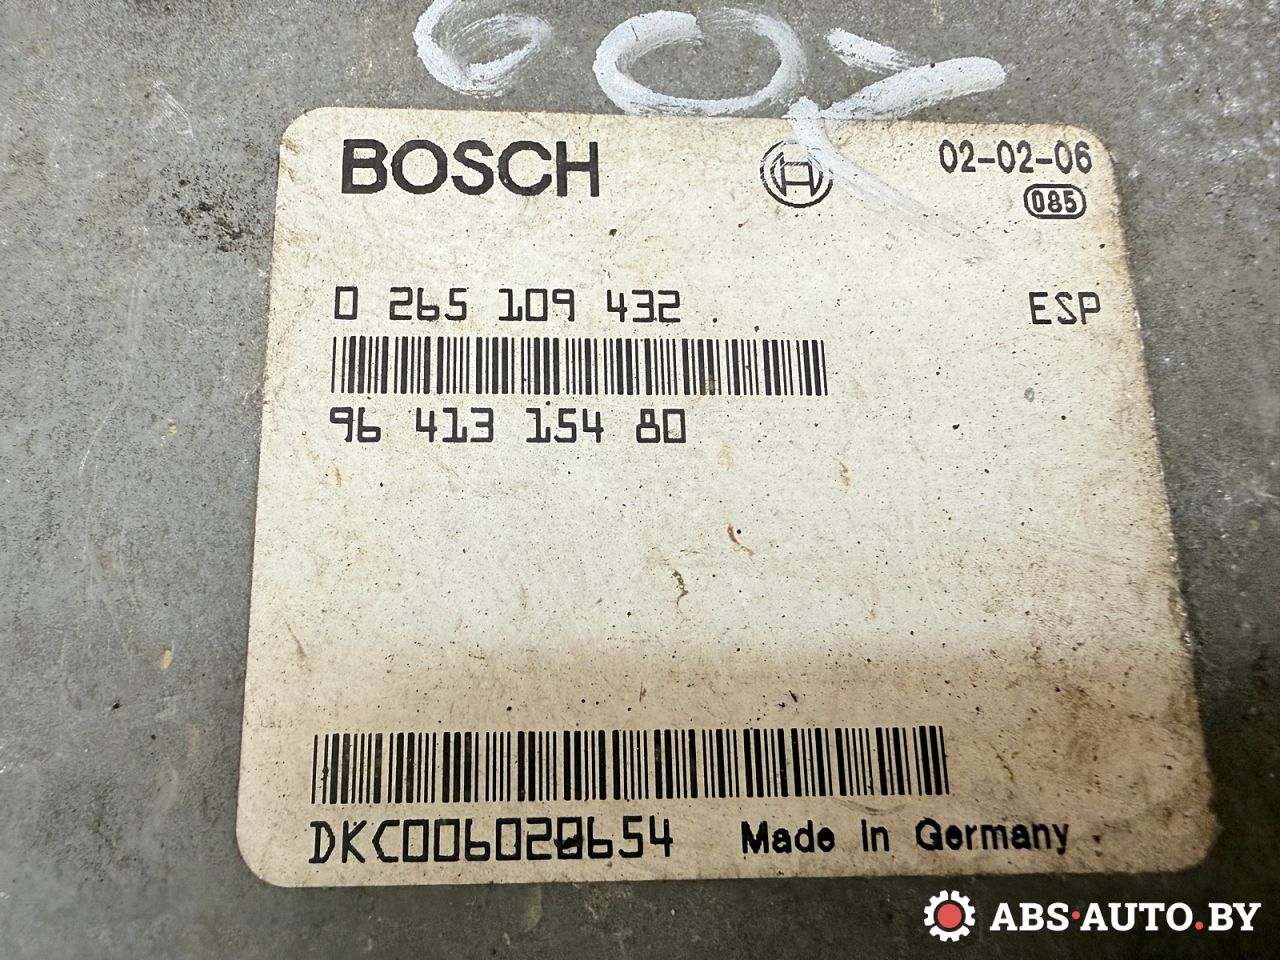 607
BOSCH
02-02-06
085
0 265 109 432
ESP
96 413 154 80
DKC006020654
Made in Germany
ABS-AUTO.BY